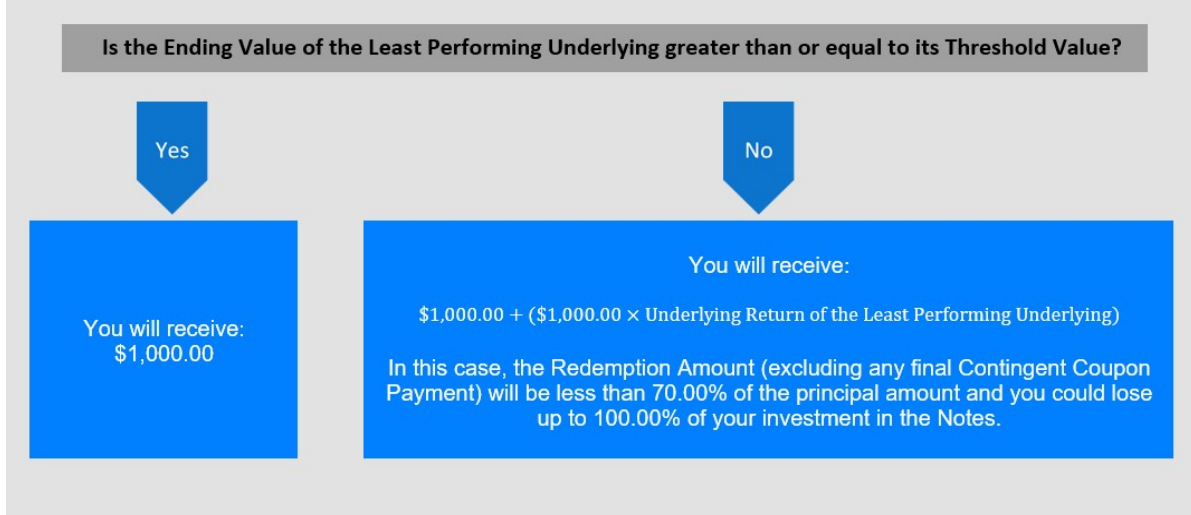 Is the Ending Value of the Least Performing Underlying greater than or equal to its Threshold Value?
Yes
No
You will receive:
$1,000.00
You will receive:
$1,000.00 + ($1,000.00 × Underlying Return of the Least Performing Underlying)
In this case, the Redemption Amount (excluding any final Contingent Coupon
Payment) will be less than 70.00% of the principal amount and you could lose
up to 100.00% of your investment in the Notes.